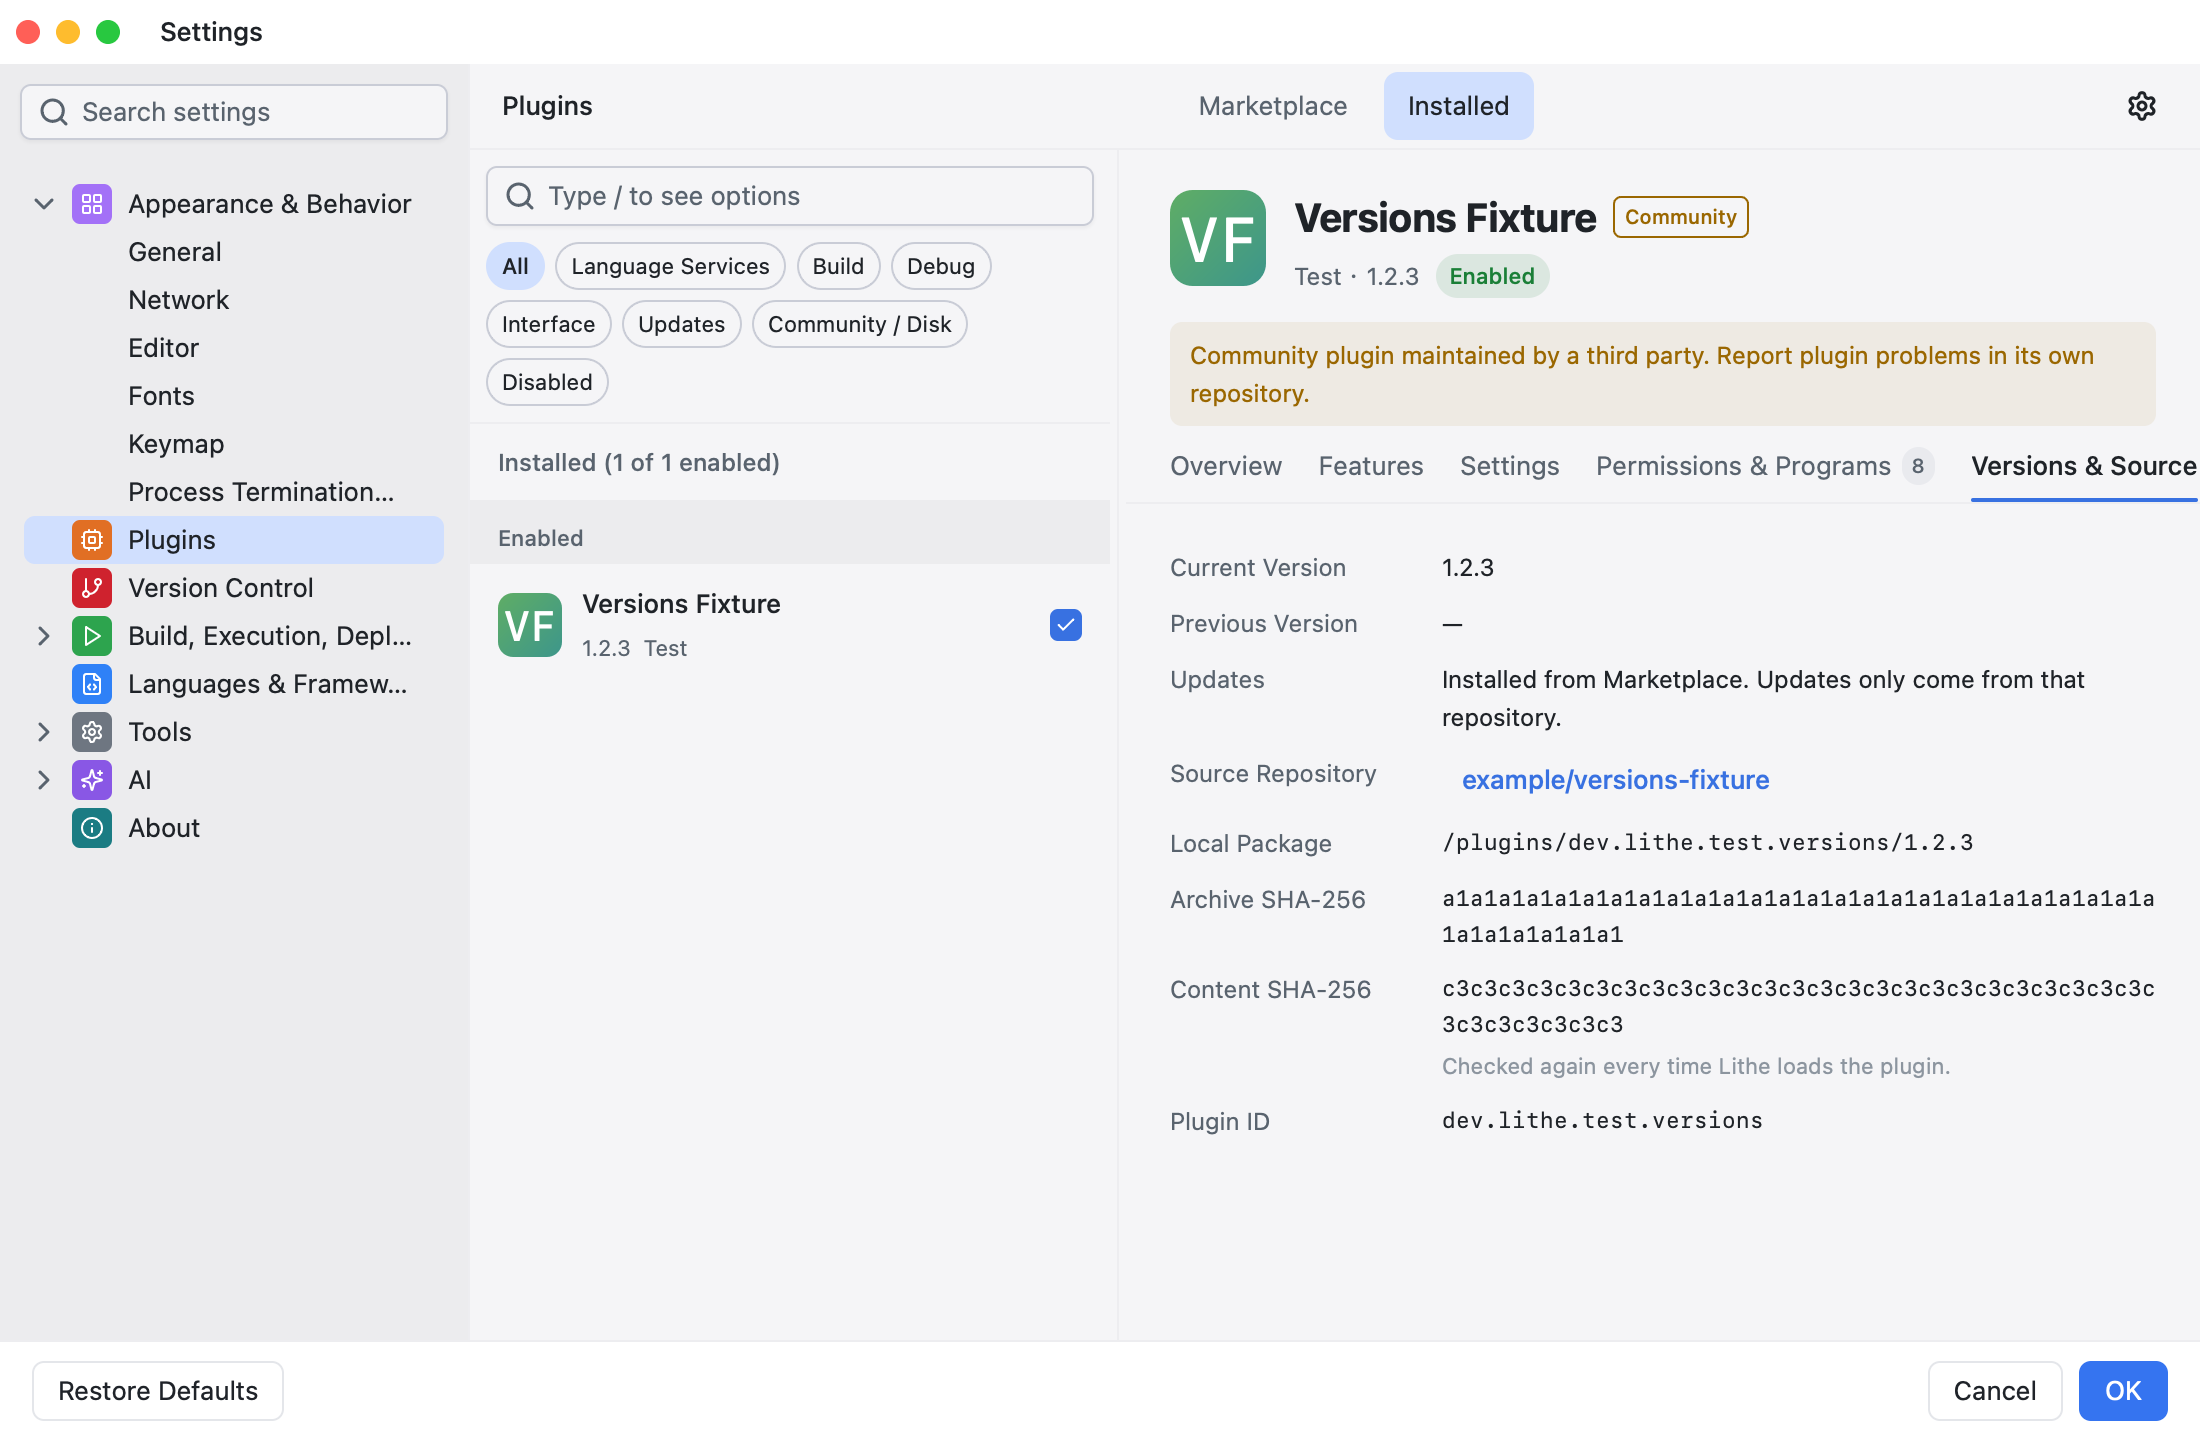 Settings
Search settings
Appearance & Behavior
General
Network
Editor
Fonts
Keymap
Process Termination...
Plugins
Version Control
Build, Execution, Depl...
Languages & Framew...
Tools
AI
About
Plugins
Marketplace
Installed
Type / to see options
All
Language Services
Build
Debug
Interface
Updates
Community / Disk
Disabled
Installed (1 of 1 enabled)
Enabled
VF
Versions Fixture
1.2.3 Test
VF
Versions Fixture
Community
Test · 1.2.3
Enabled
Community plugin maintained by a third party. Report plugin problems in its own
repository.
Overview
Features
Settings
Permissions & Programs 8
Versions & Source
Current Version
1.2.3
Previous Version
—
Updates
Installed from Marketplace. Updates only come from that
repository.
Source Repository
example/versions-fixture
Local Package
/plugins/dev.lithe.test.versions/1.2.3
Archive SHA-256
a1a1a1a1a1a1a1a1a1a1a1a1a1a1a1a1a1a1a1a1a1a1a1a1a1a
1a1a1a1a1a1a1
Content SHA-256
c3c3c3c3c3c3c3c3c3c3c3c3c3c3c3c3c3c3c3c3c3c3c3c3c3c
3c3c3c3c3c3c3
Checked again every time Lithe loads the plugin.
Plugin ID
dev.lithe.test.versions
Restore Defaults
Cancel
OK